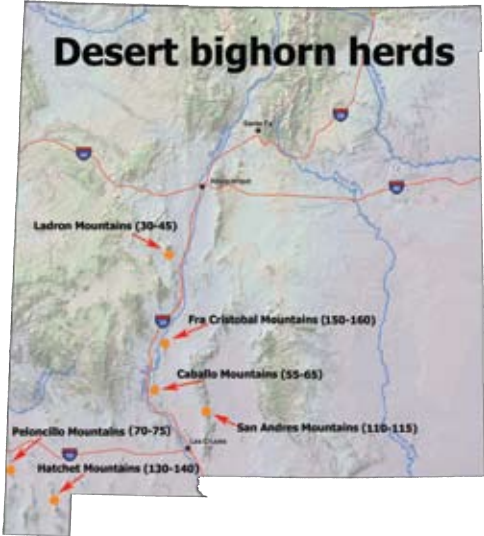 Desert bighorn herds
Santa Fe
Albuquerque
Ladron Mountains (30-45)
Fra Cristobal Mountains (150-160)
Caballo Mountains (55-65)
San Andres Mountains (110-115)
Peloncillo Mountains (70-75)
Las Cruces
Hatchet Mountains (130-140)